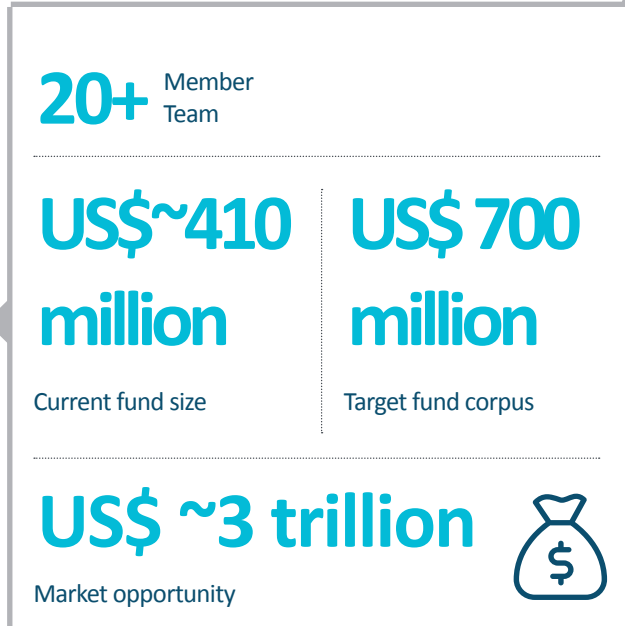 20+ Member
Team
US$~410
million
Current fund size
US$ 700
million
Target fund corpus
US$ ~3 trillion
$
Market opportunity